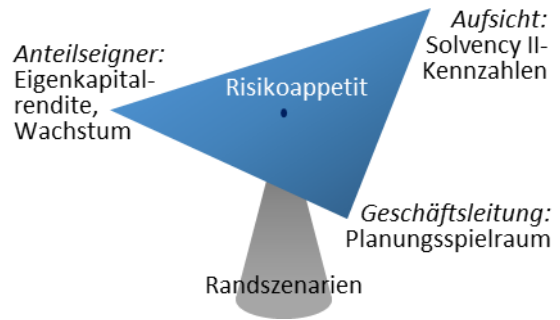 Anteilseigner:
Eigenkapital-
rendite,
Wachstum
Risikoappetit
Aufsicht:
Solvency II-
Kennzahlen
Geschäftsleitung:
Planungsspielraum
Randszenarien